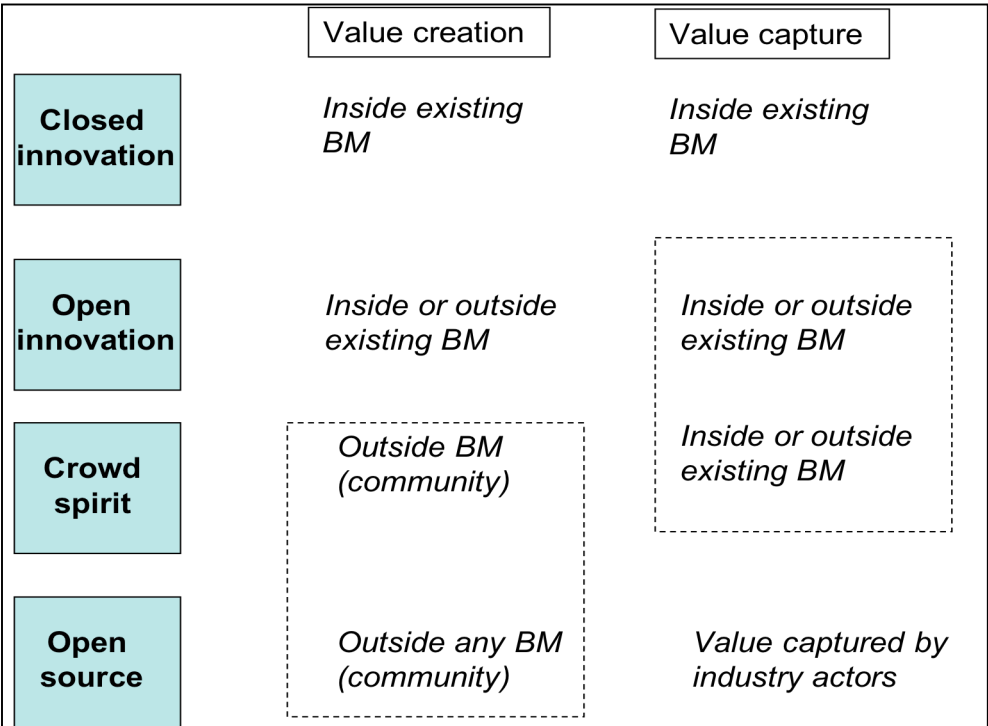 Value creation
Value capture
Closed
innovation
Inside existing
BM
Inside existing
BM
Open
innovation
Inside or outside
existing BM
Inside or outside
existing BM
Crowd
spirit
Outside BM
(community)
Inside or outside
existing BM
Open
source
Outside any BM
(community)
Value captured by
industry actors